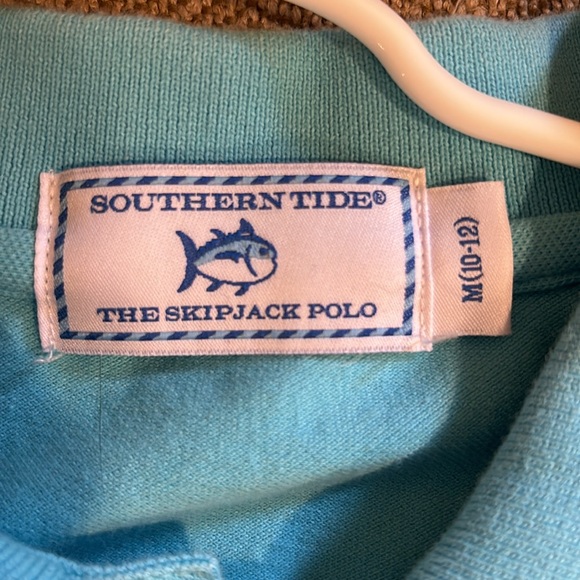 SOUTHERN TIDE®
THE SKIPJACK POLO
M(10-12)